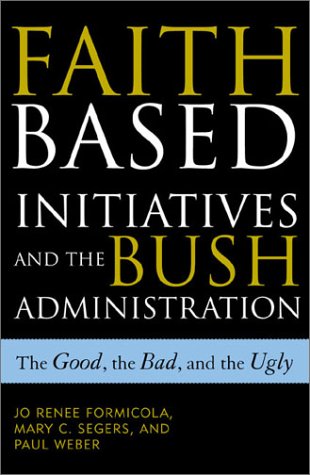 FAITH
BASED
INITIATIVES
AND THE BUSH
ADMINISTRATION
The Good, the Bad, and the Ugly
JO RENEE FORMICOLA,
MARY C. SEGERS, AND
PAUL WEBER